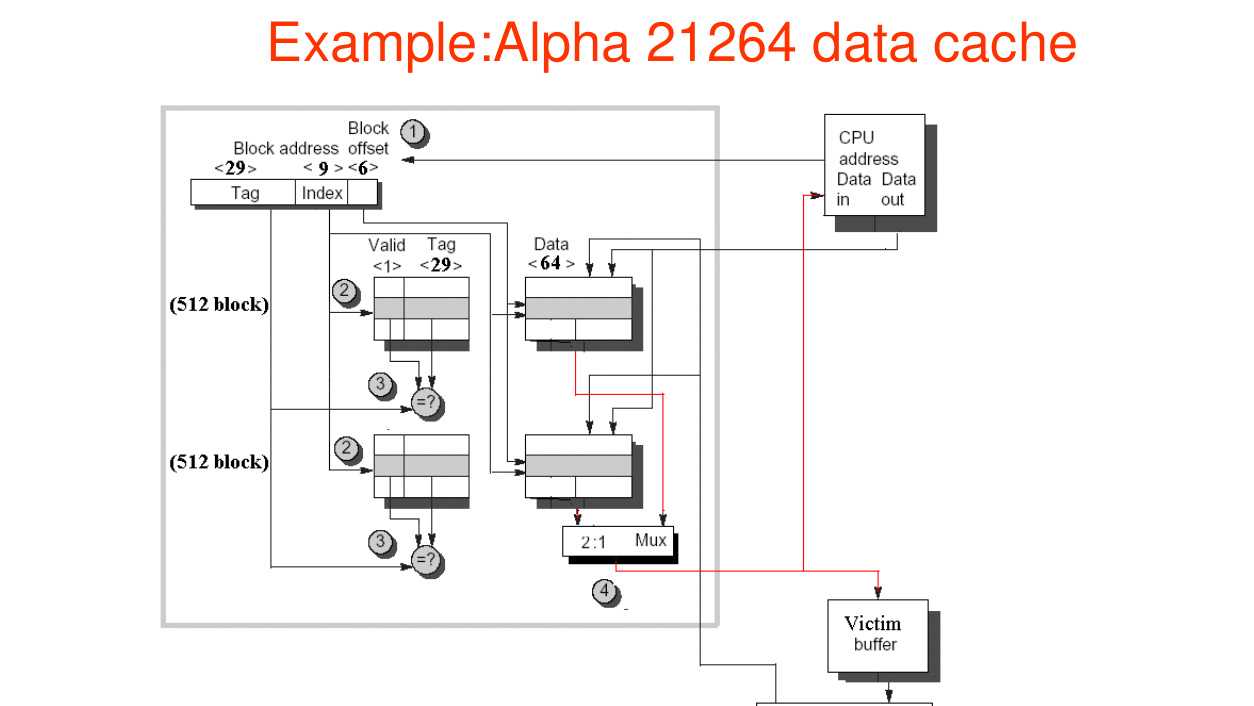 Example:Alpha 21264 data cache
Block
1
Block address offset
<29> < 9 > <6>
Tag Index
CPU
address
Data Data
in out
Valid Tag Data
<1> <29> < 64 >
2
(512 block)
3
=?
2
(512 block)
3
=?
2:1 Mux
4
Victim
buffer